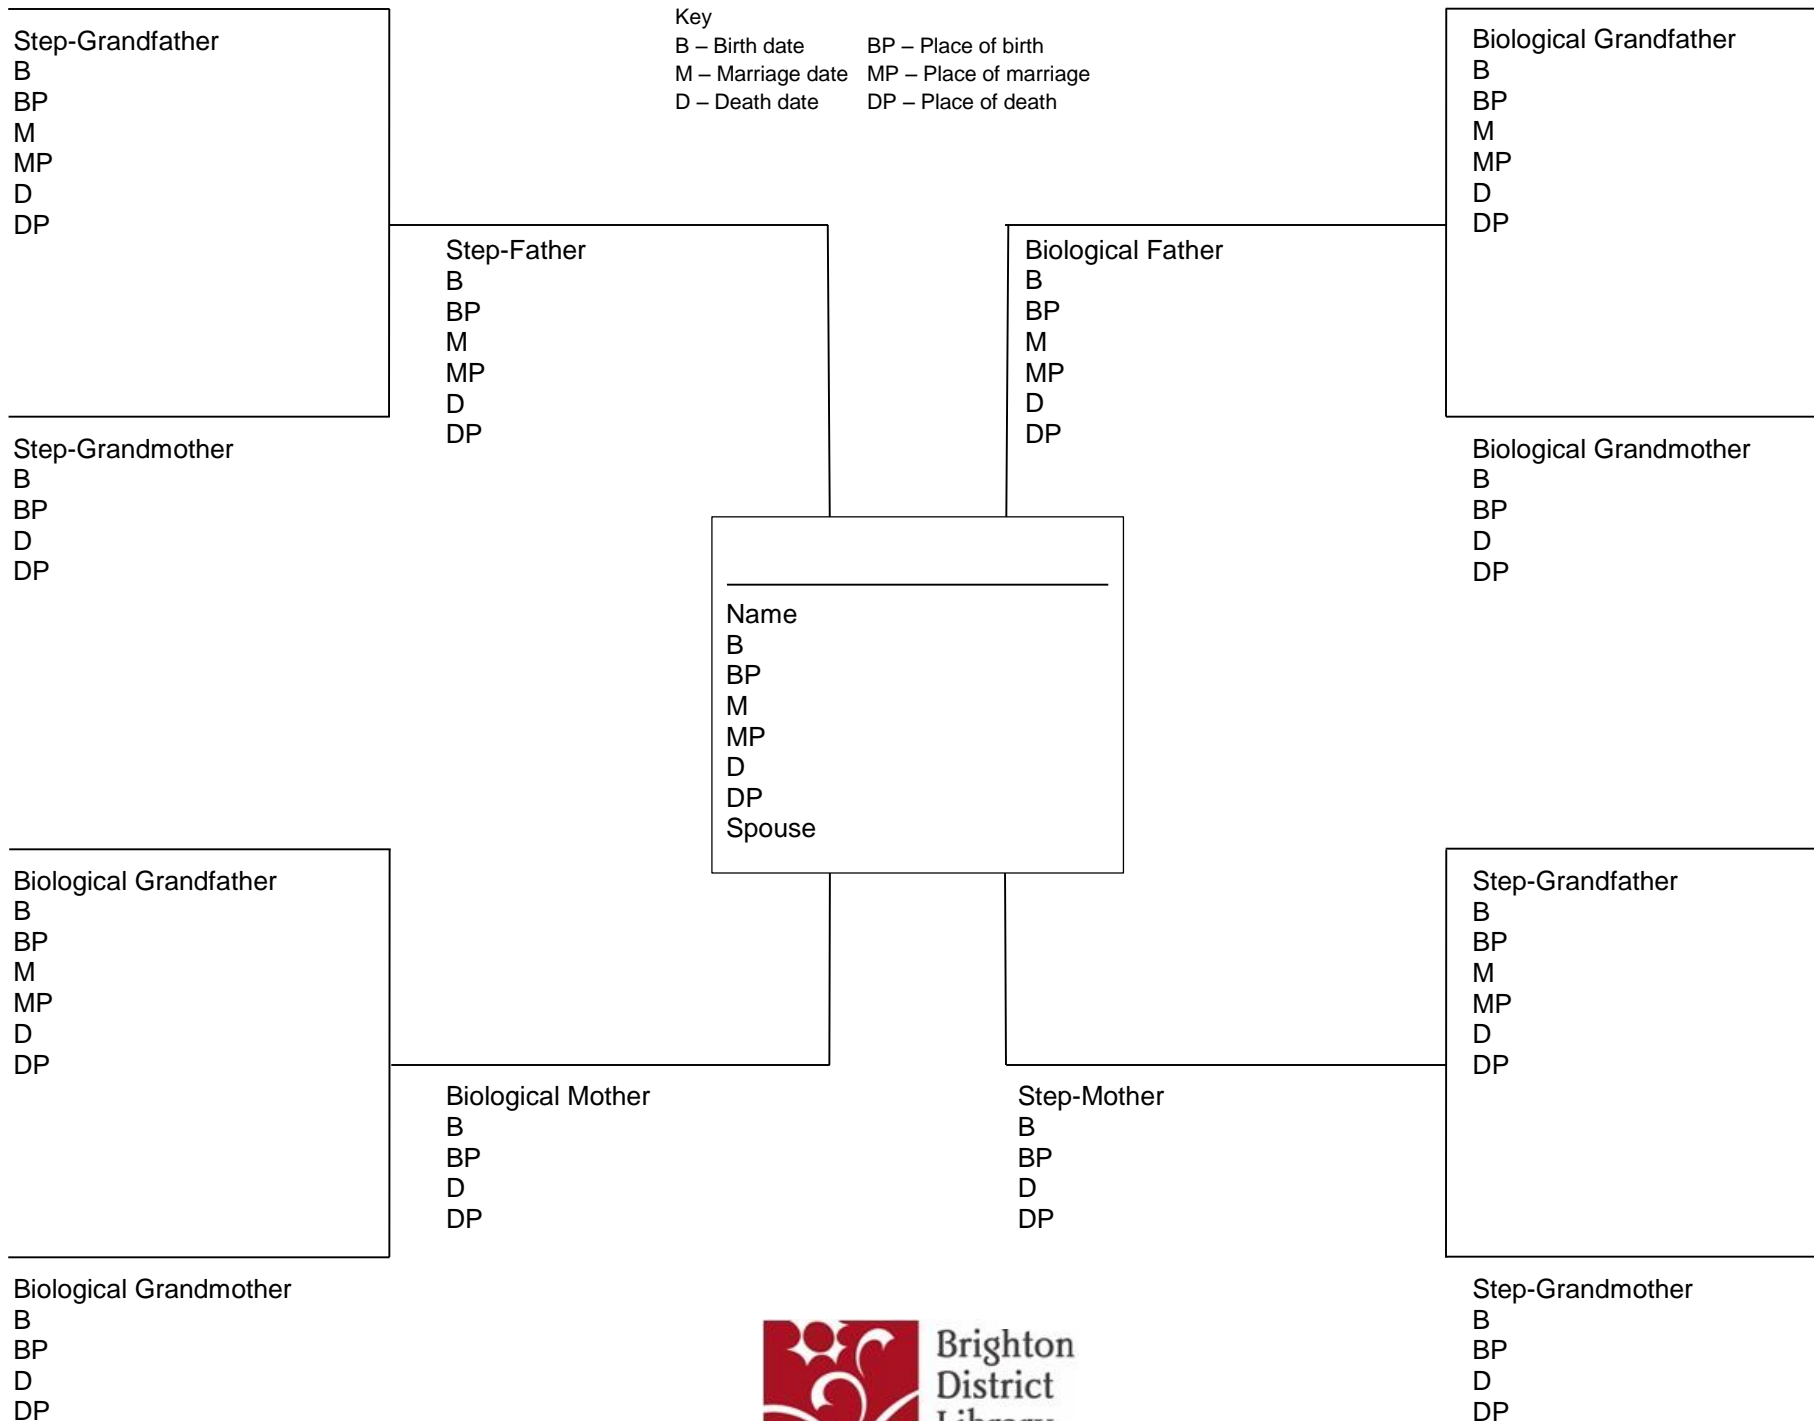 Key
B – Birth date BP – Place of birth
M – Marriage date MP – Place of marriage
D – Death date DP – Place of death
Step-Grandfather
B
BP
M
MP
D
DP
Step-Grandmother
B
BP
D
DP
Step-Father
B
BP
M
MP
D
DP
Biological Father
B
BP
M
MP
D
DP
Biological Grandfather
B
BP
M
MP
D
DP
Biological Grandmother
B
BP
D
DP
Name
B
BP
M
MP
D
DP
Spouse
Biological Grandfather
B
BP
M
MP
D
DP
Biological Grandmother
B
BP
D
DP
Biological Mother
B
BP
D
DP
Step-Mother
B
BP
D
DP
Step-Grandfather
B
BP
M
MP
D
DP
Step-Grandmother
B
BP
D
DP
Brighton
District
Library